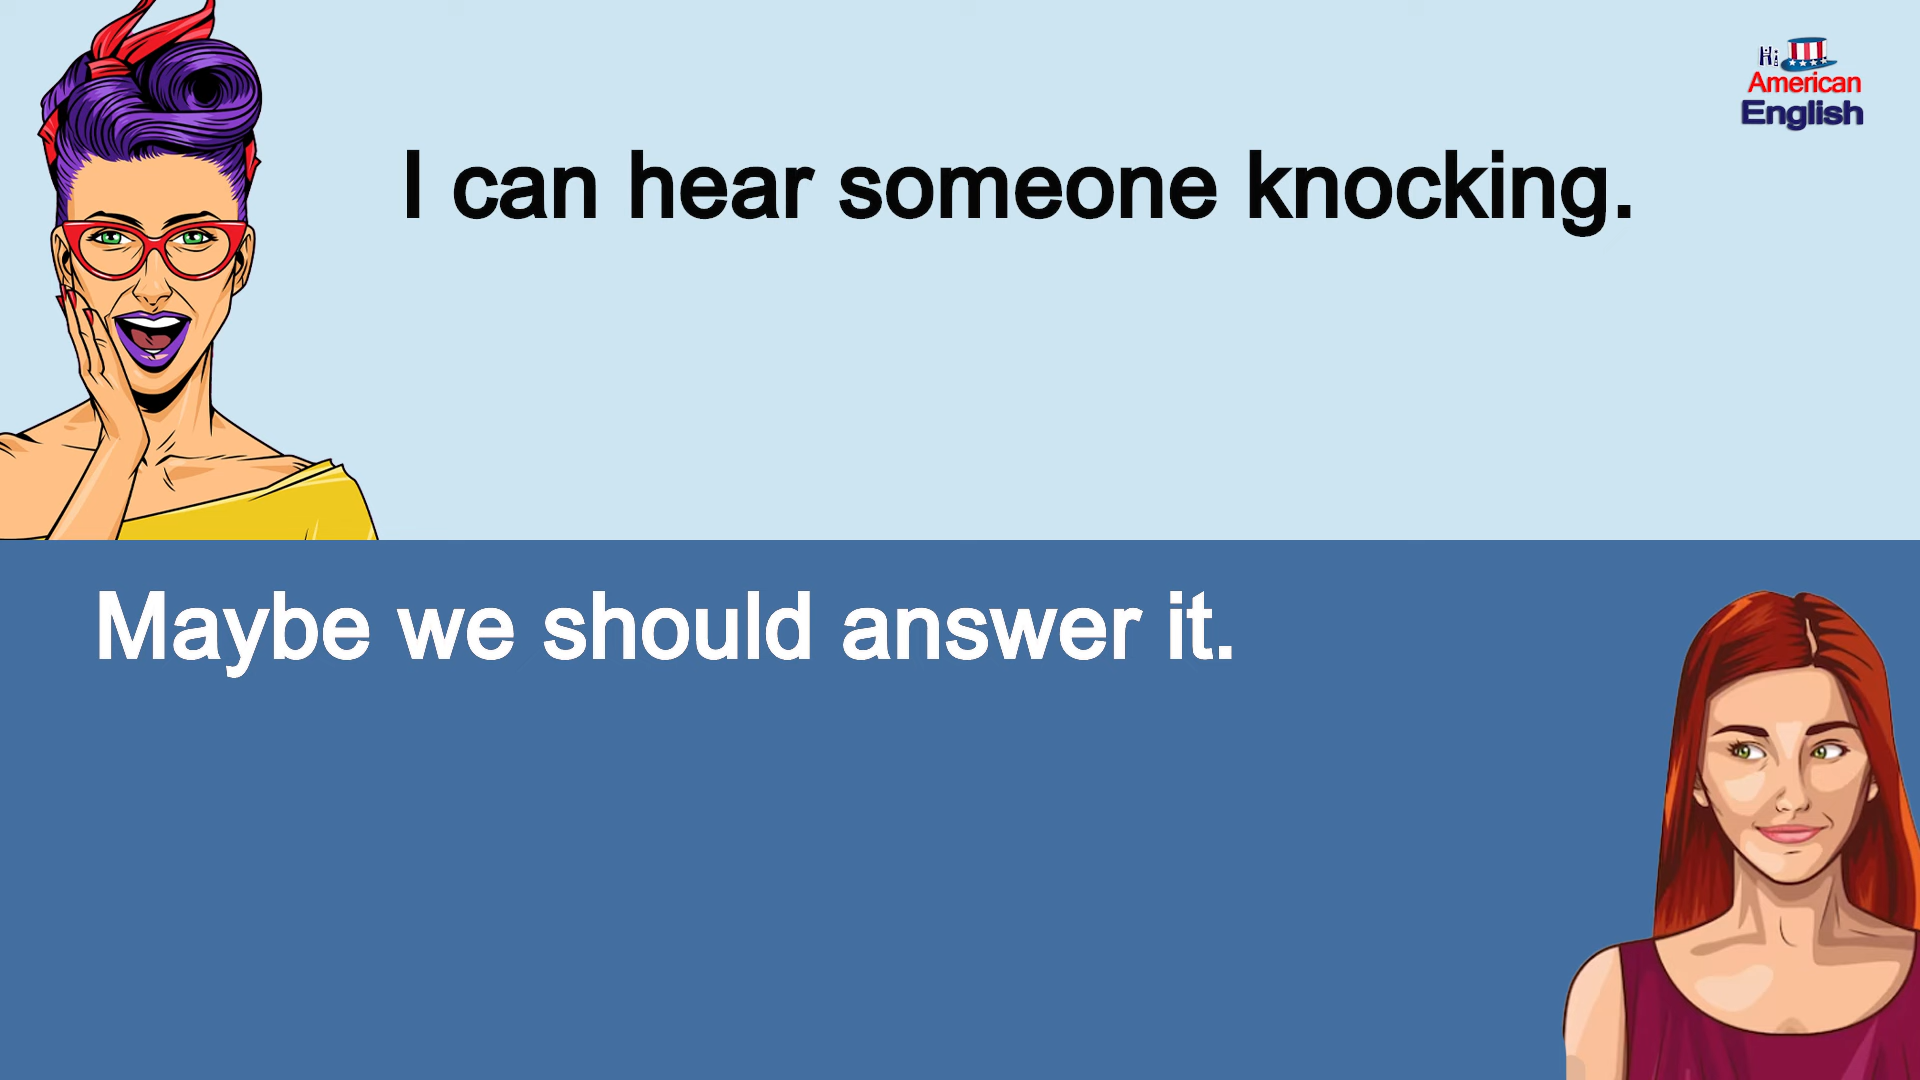 Hi
American
English
I can hear someone knocking.
Maybe we should answer it.